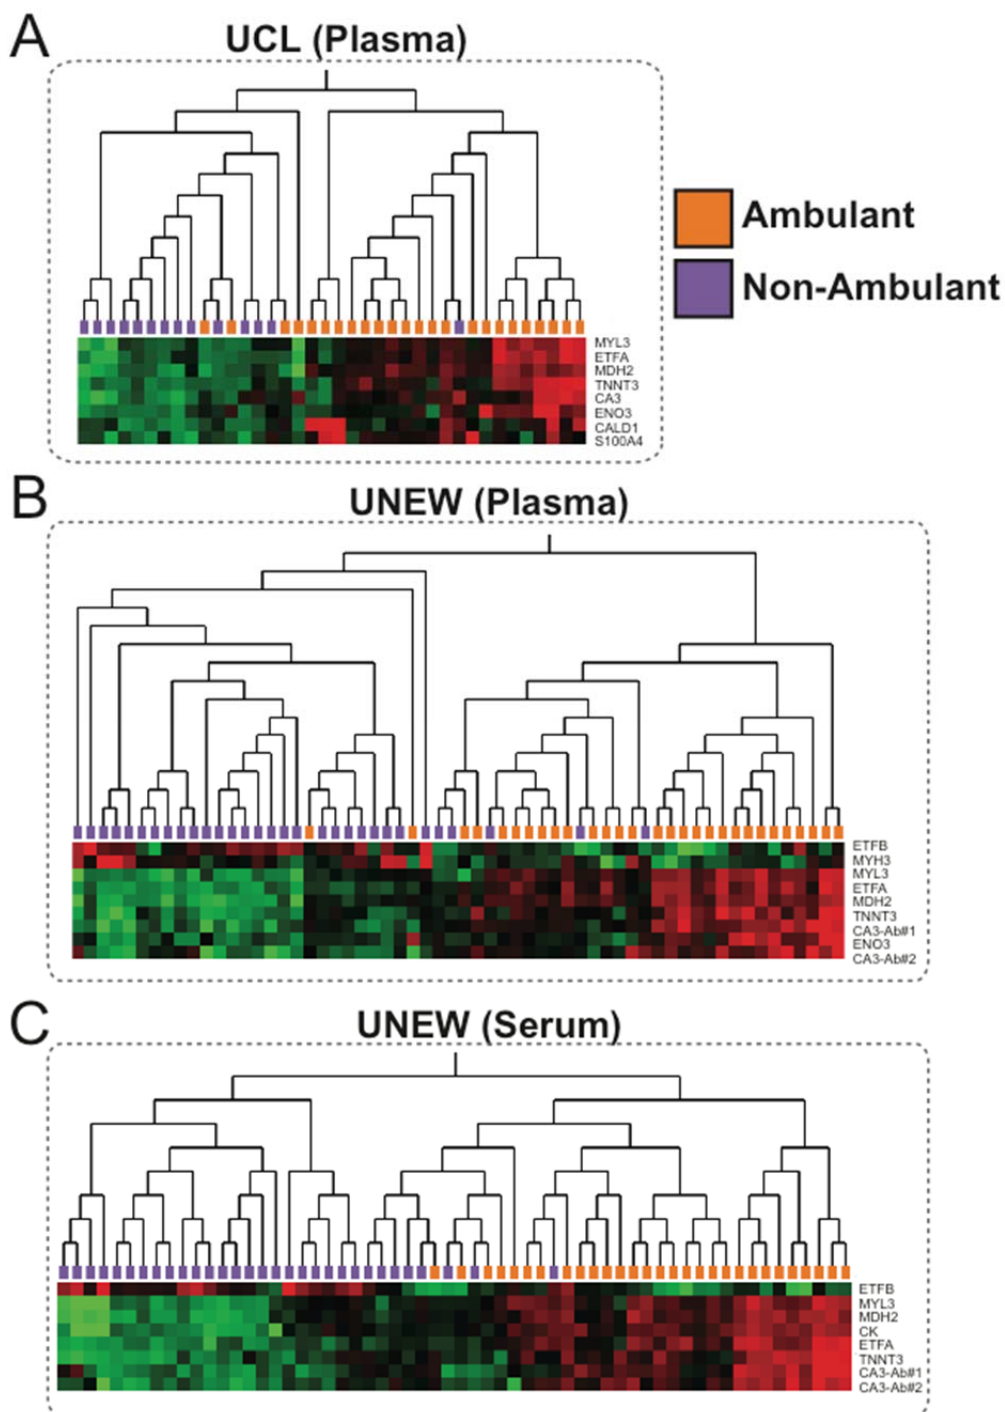 A
UCL (Plasma)
Ambulant
Non-Ambulant
MYL3
ETFA
MDH2
TNNT3
CA3
ENO3
CALD1
S100A4
B
UNEW (Plasma)
ETFB
MYH3
MYL3
ETFA
MDH2
TNNT3
CA3-Ab#1
ENO3
CA3-Ab#2
C
UNEW (Serum)
ETFB
MYL3
MDH2
CK
ETFA
TNNT3
CA3-Ab#1
CA3-Ab#2